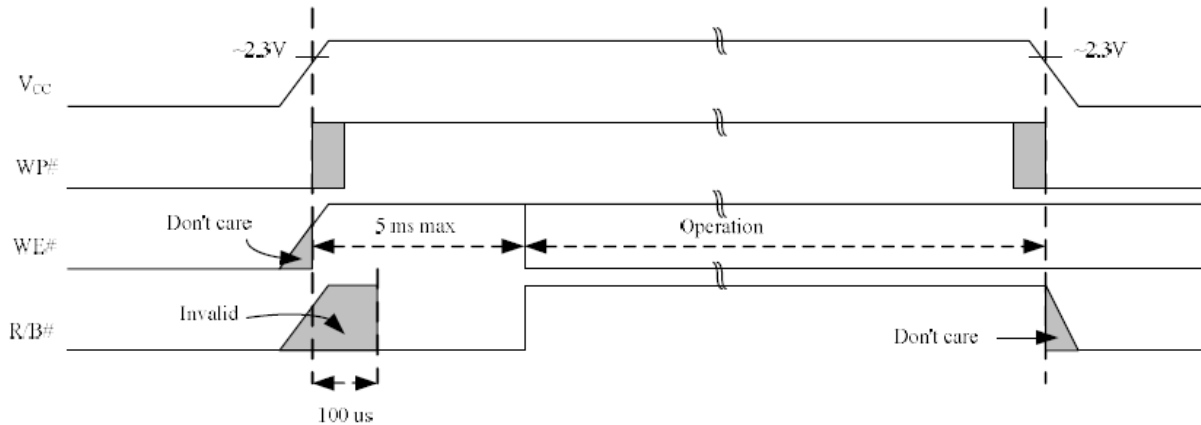 ~2.3V
~2.3V
VCC
WP#
Don't care
5 ms max
Operation
WE#
Invalid
R/B#
Don't care
100 us